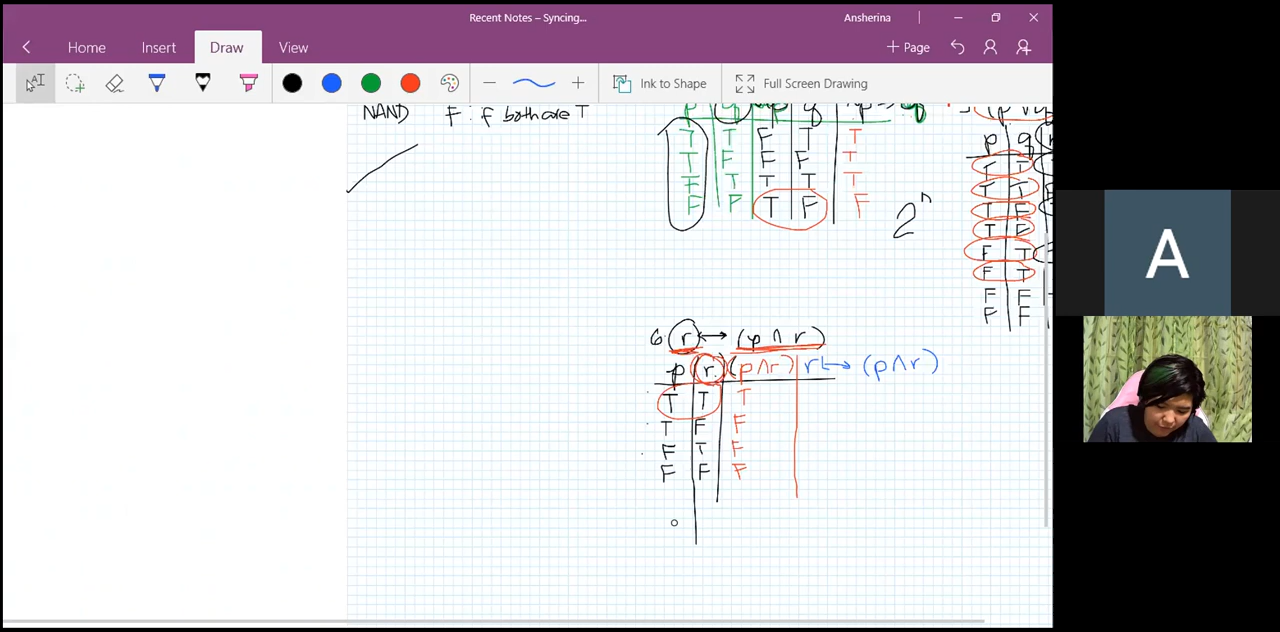 Recent Notes – Syncing...
Ansherina
Home Insert Draw View
Page
Ink to Shape
Full Screen Drawing
NAND F : if both are T
p q ~p q
T T F T T
T F F F T
F T T T T
F F T F F
2ⁿ
p q
T T
T F
T F
F T
F T
F F
F F
6. r ↔ (p ∧ r)
p r (p∧r) r ↔ (p∧r)
T T T
T F F
F T F
F F F
A